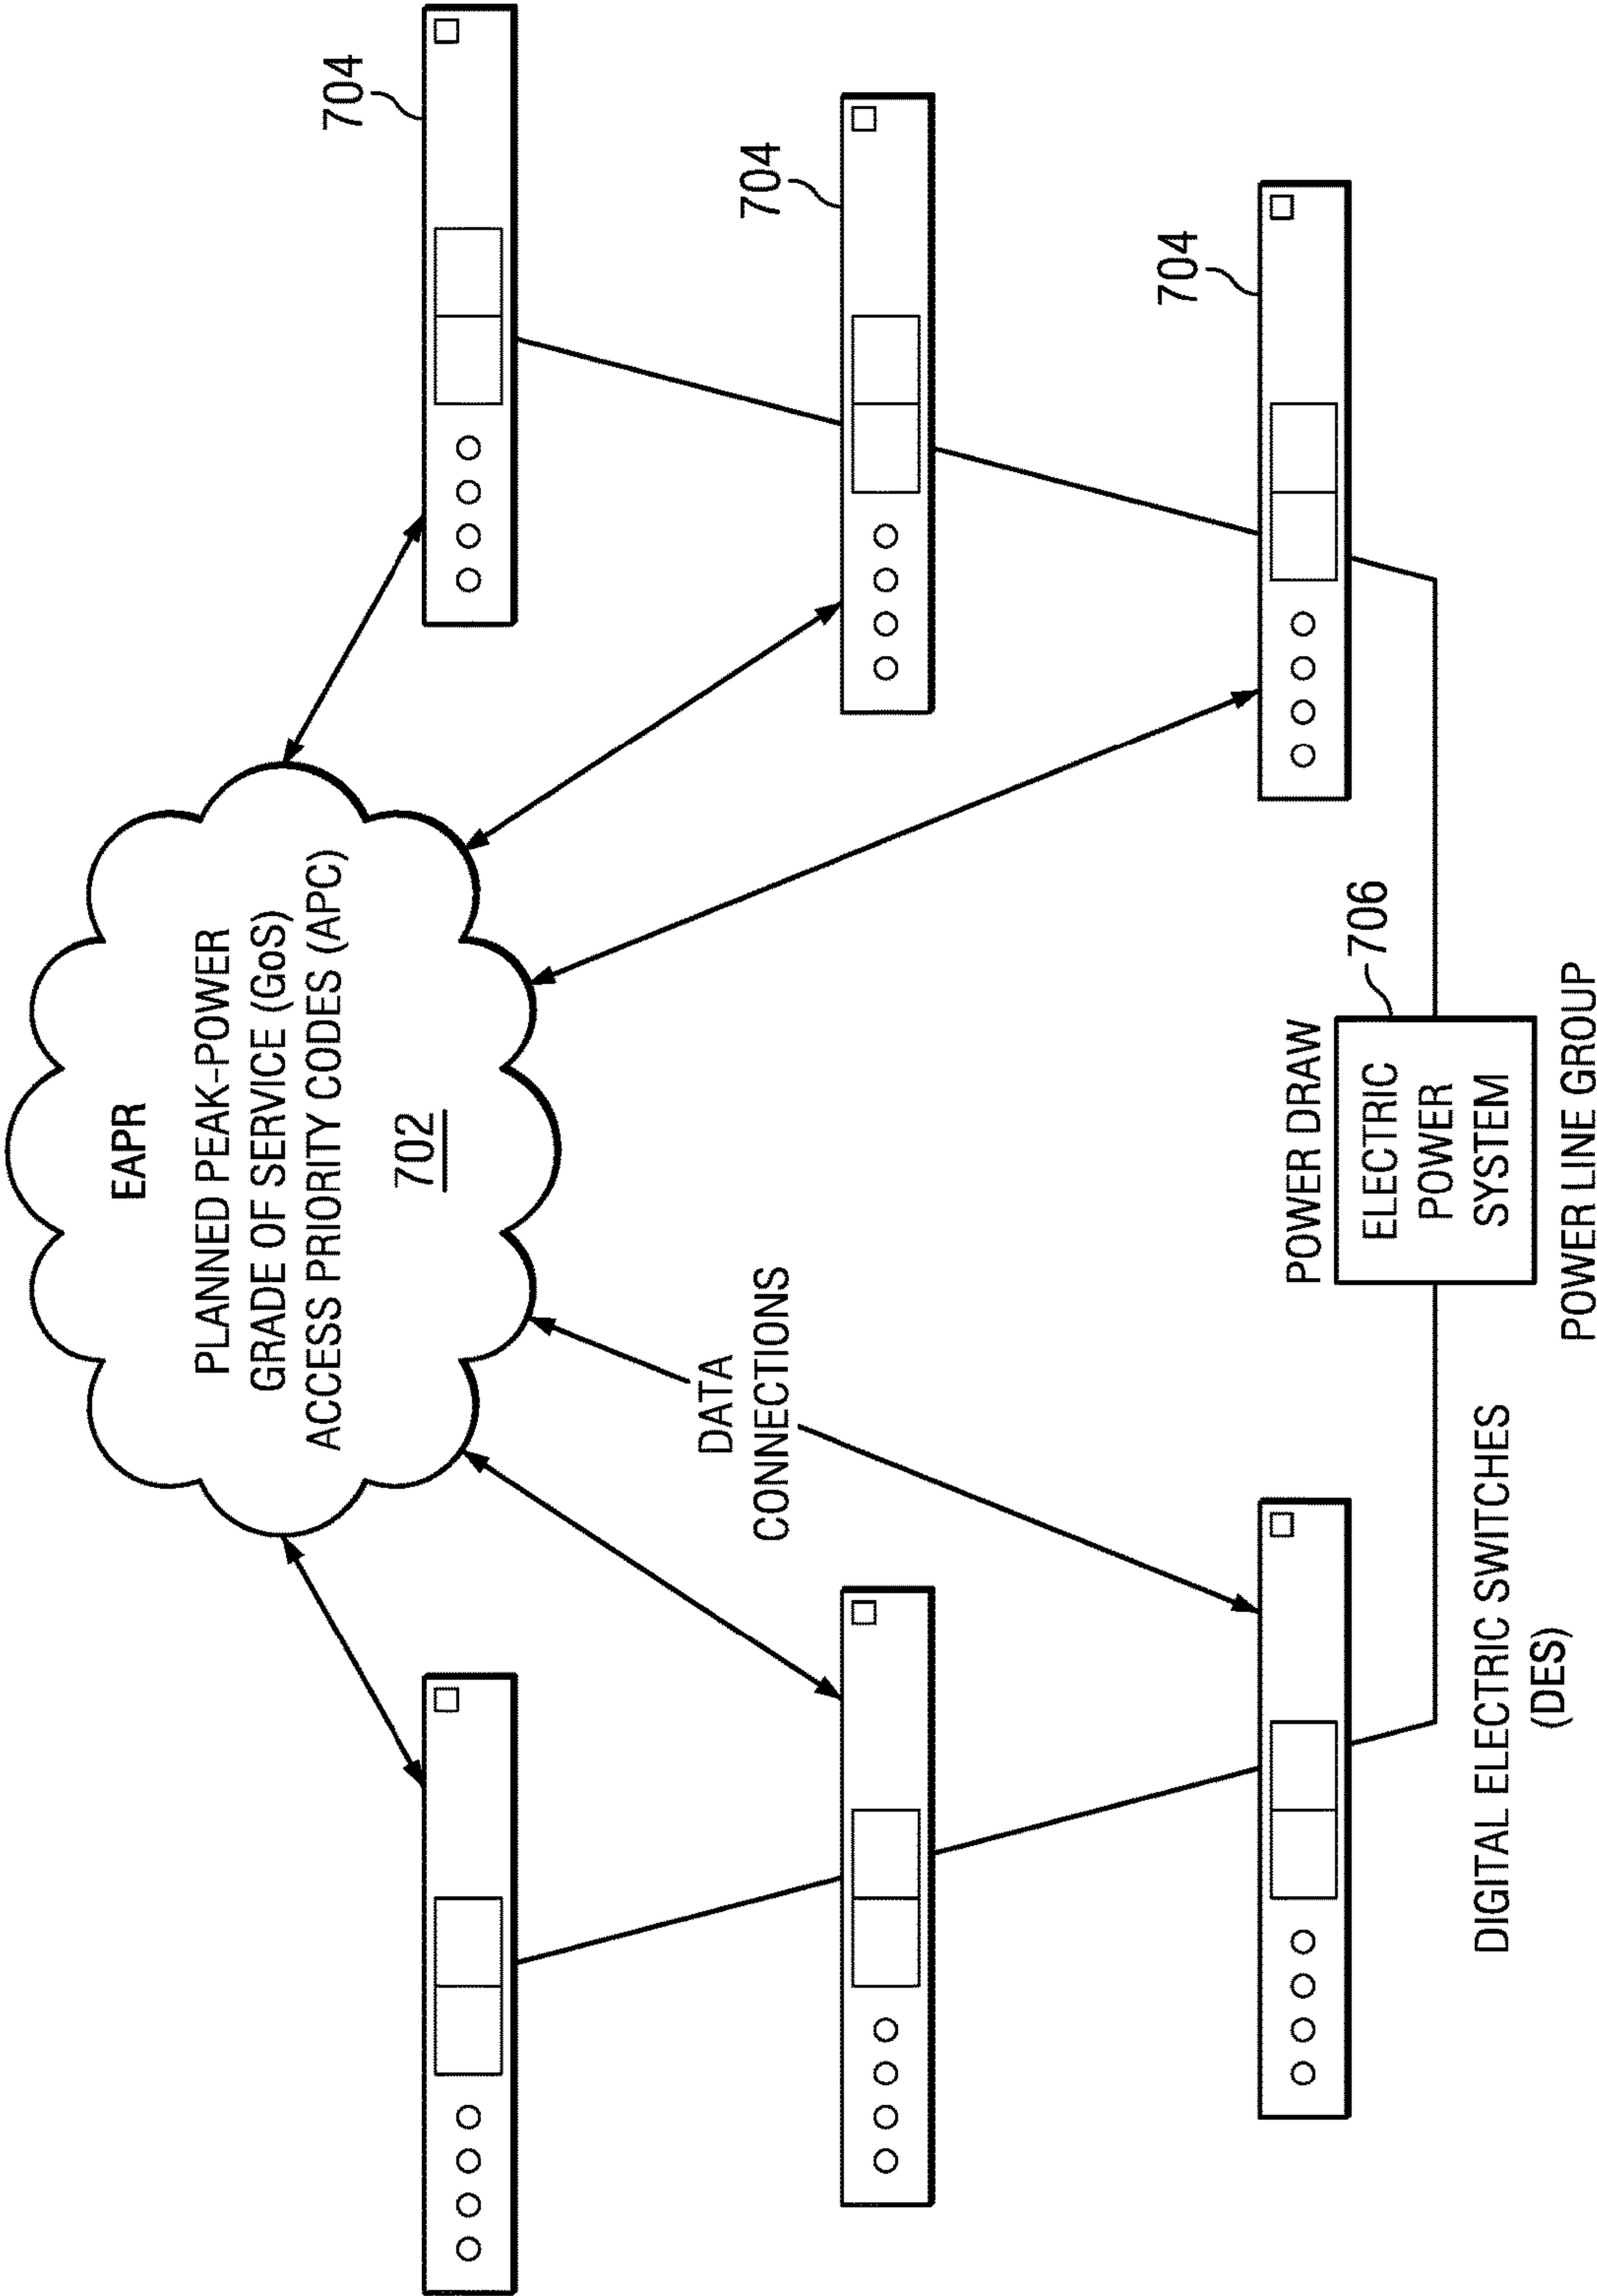 EAPR
PLANNED PEAK-POWER
GRADE OF SERVICE (GoS)
ACCESS PRIORITY CODES (APC)
702
704
704
704
DATA
CONNECTIONS
POWER DRAW
706
ELECTRIC
POWER
SYSTEM
POWER LINE GROUP
DIGITAL ELECTRIC SWITCHES
(DES)